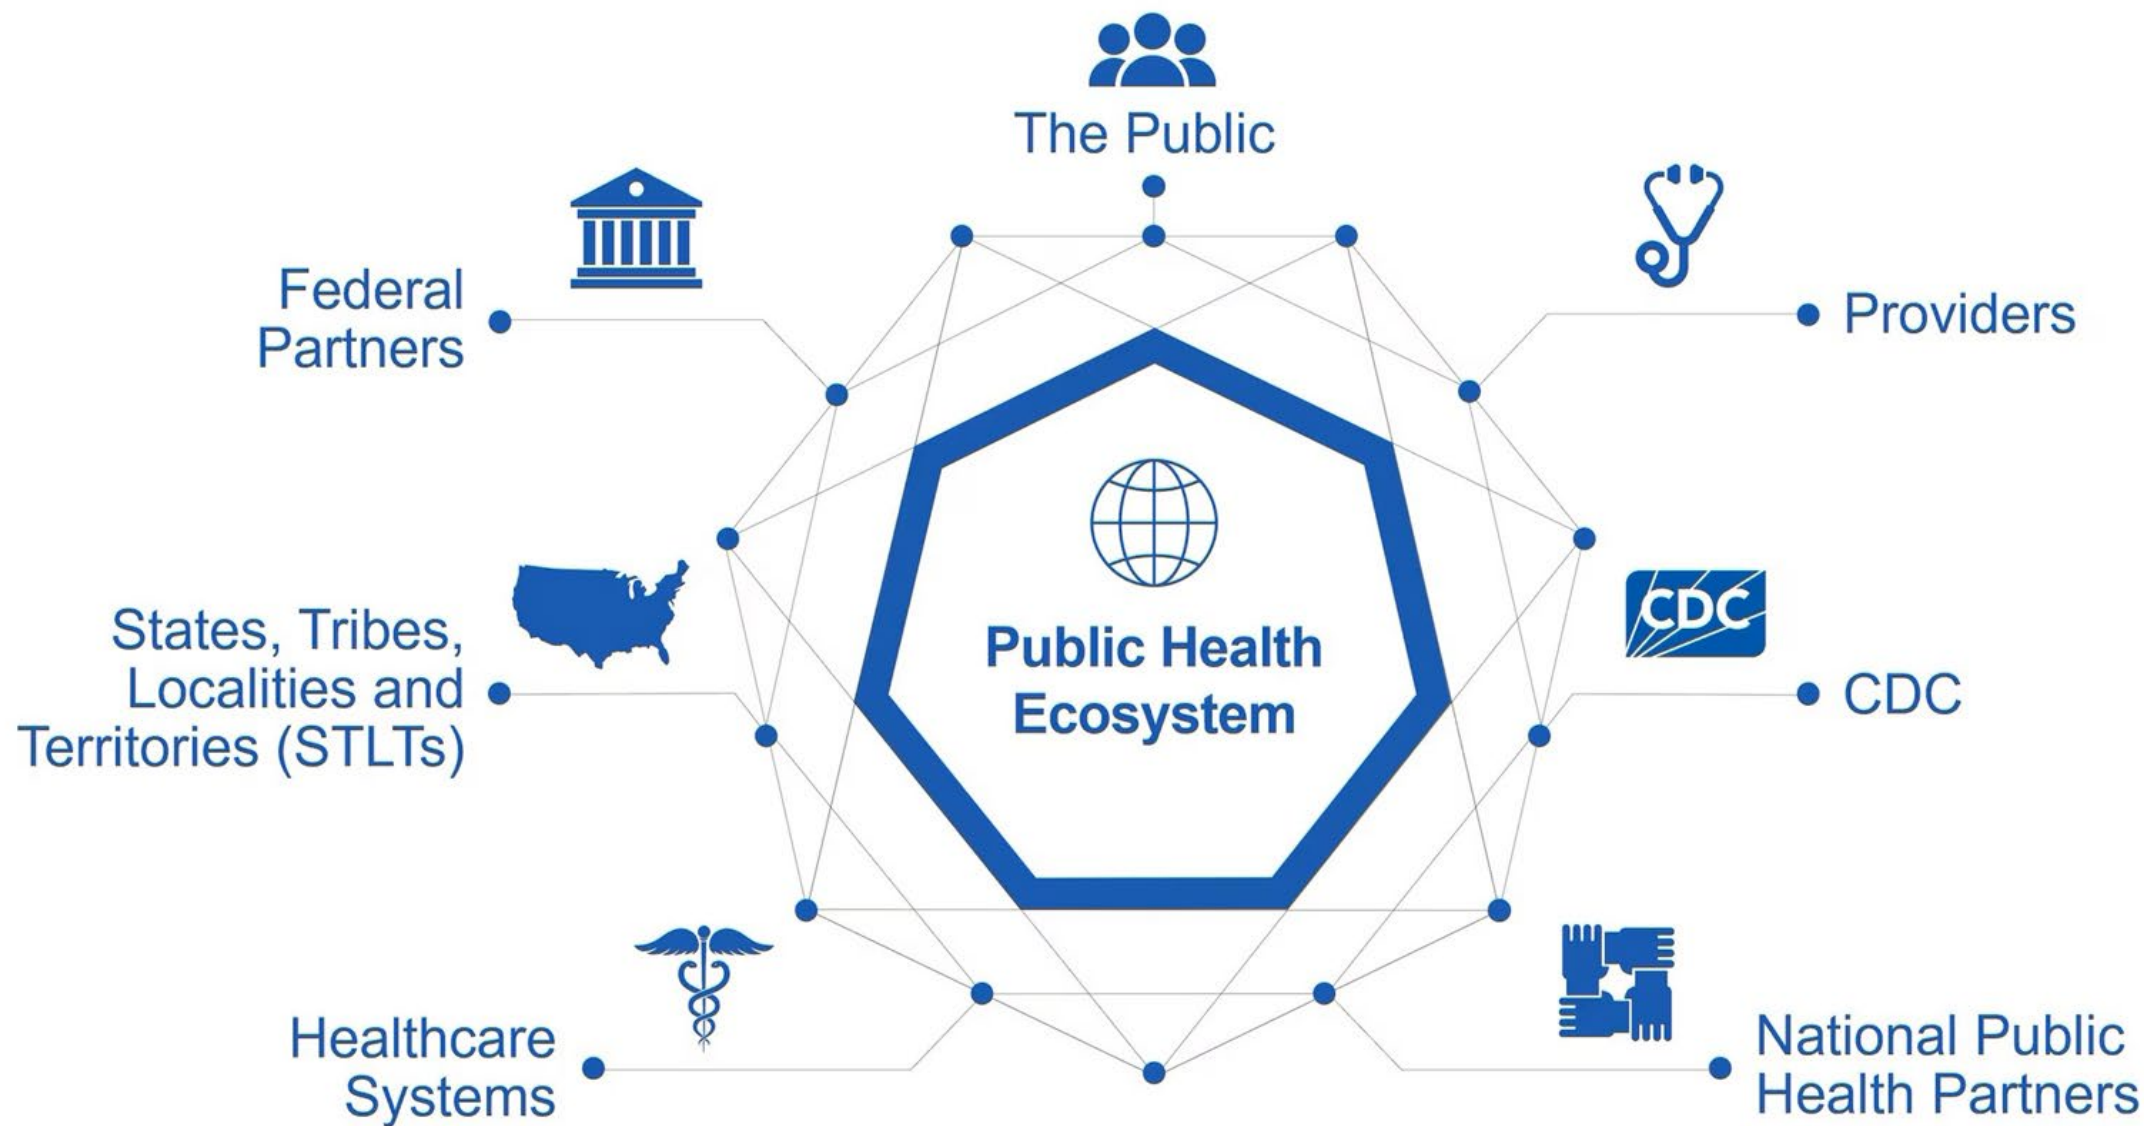 The Public
Federal
Partners
Providers
Public Health
Ecosystem
States, Tribes,
Localities and
Territories (STLTs)
CDC
CDC
Healthcare
Systems
National Public
Health Partners